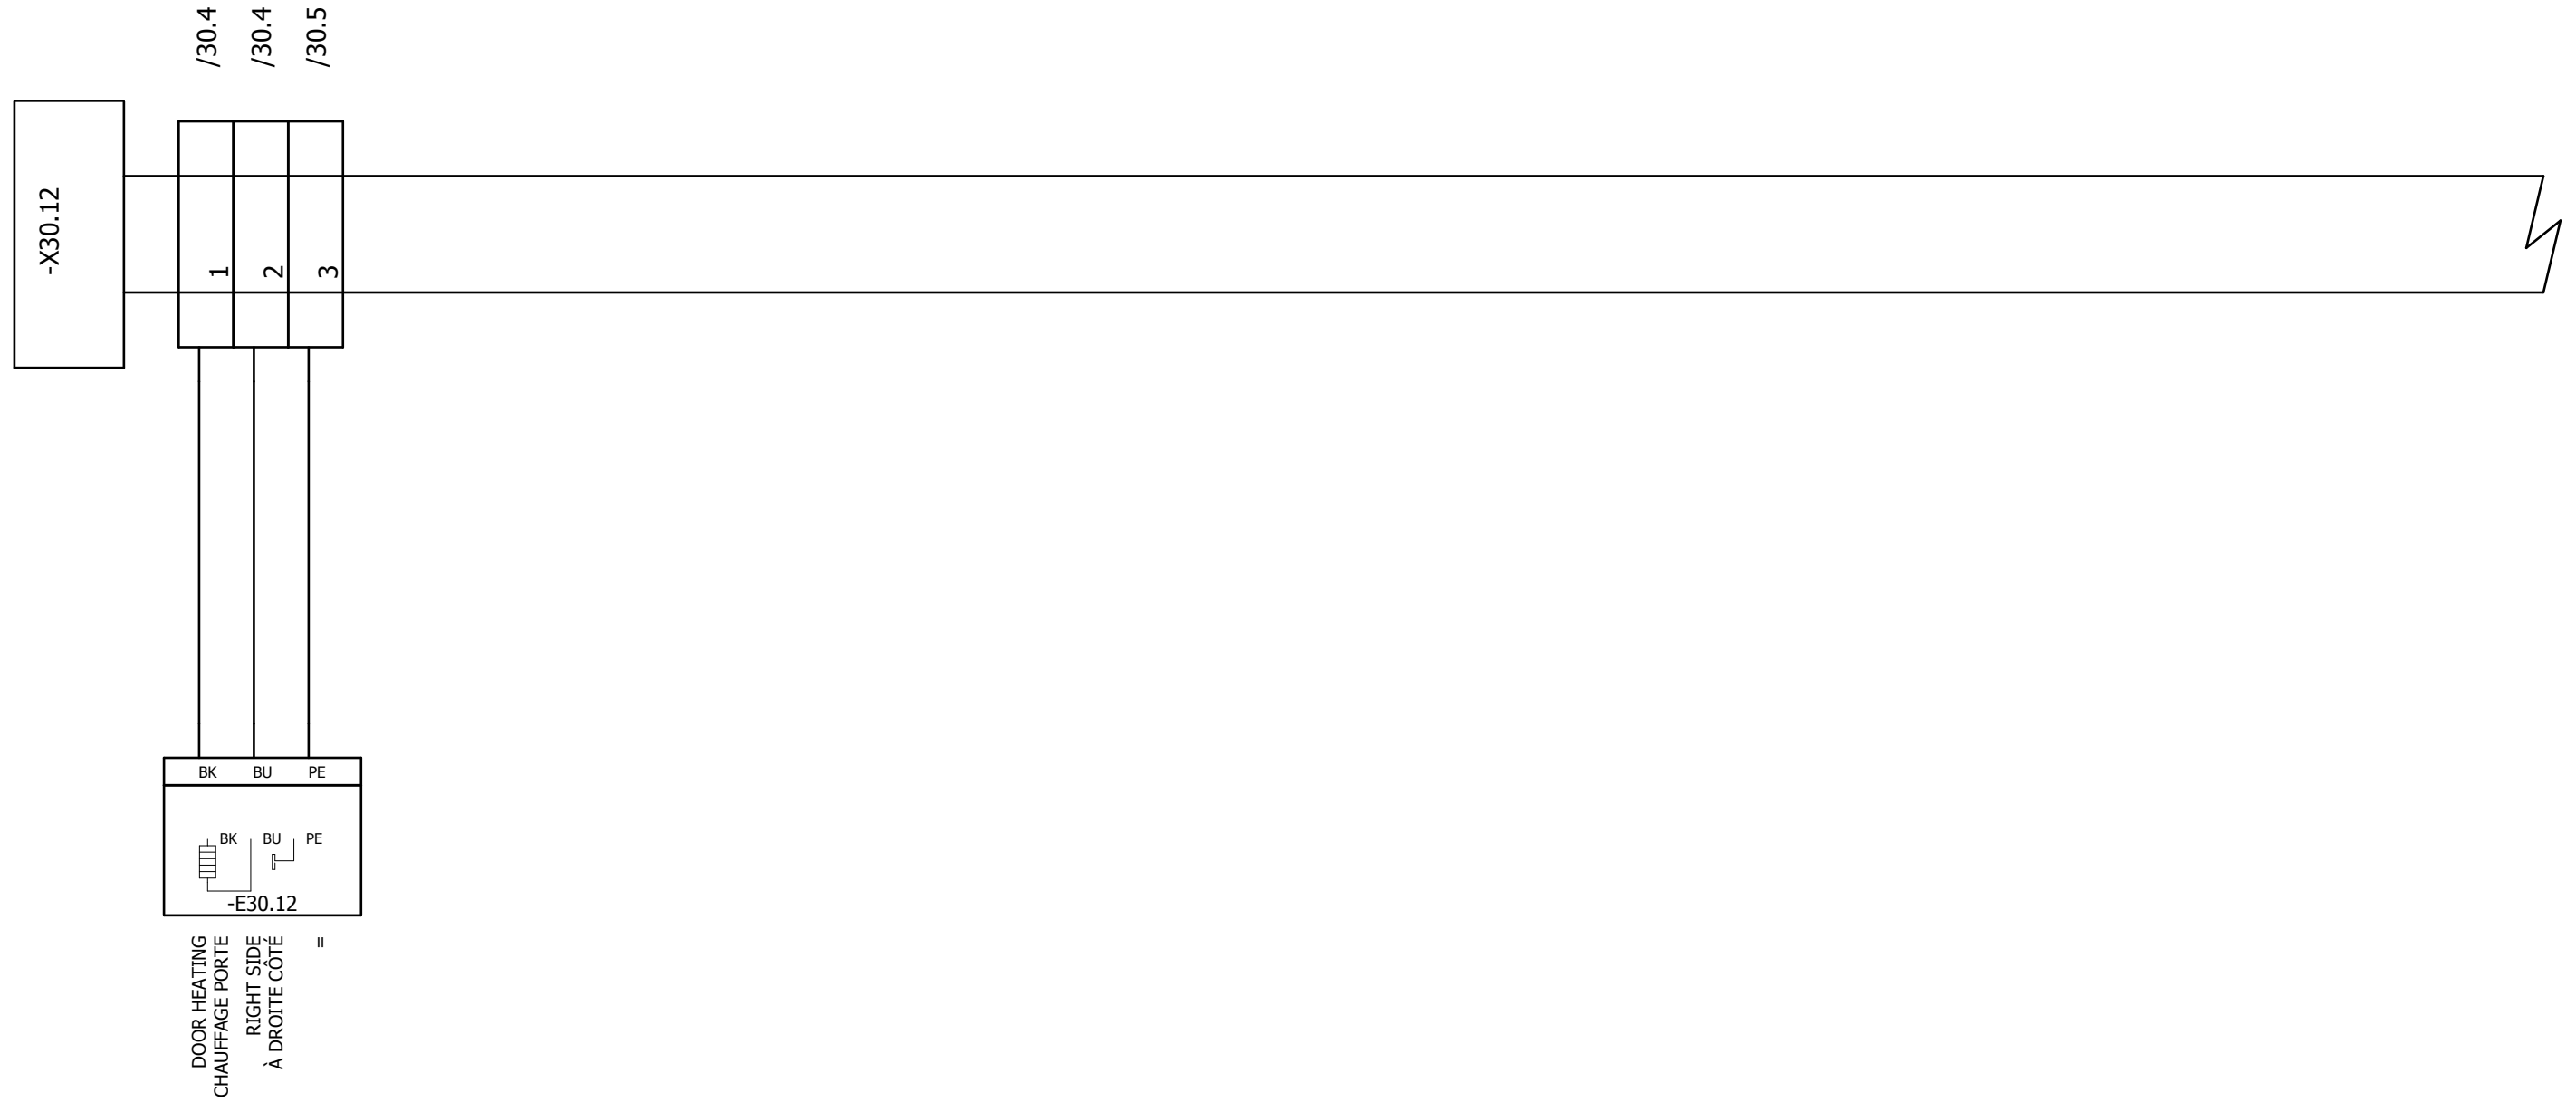 /30.4
/30.4
/30.5
-X30.12
1
2
3
BK
BU
PE
BK
BU
PE
-E30.12
DOOR HEATING
CHAUFFAGE PORTE
RIGHT SIDE
À DROITE CÔTÉ
=